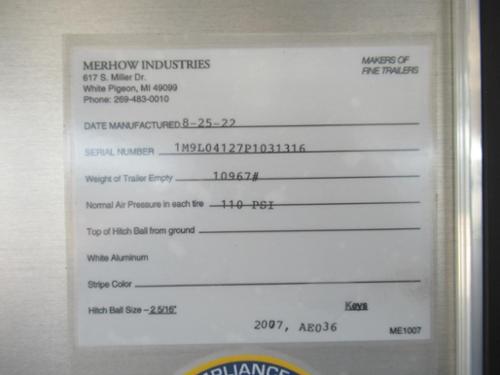 MERHOW INDUSTRIES
617 S. Miller Dr.
White Pigeon, MI 49099
Phone: 269-483-0010
MAKERS OF
FINE TRAILERS
DATE MANUFACTURED 8-25-22
SERIAL NUMBER 1M9L04127P1031316
Weight of Trailer Empty 10967#
Normal Air Pressure in each tire 110 PSI
Top of Hitch Ball from ground
White Aluminum
Stripe Color
Hitch Ball Size – 2 5/16"
Keys
2007, AE036
ME1007
PLIANCE